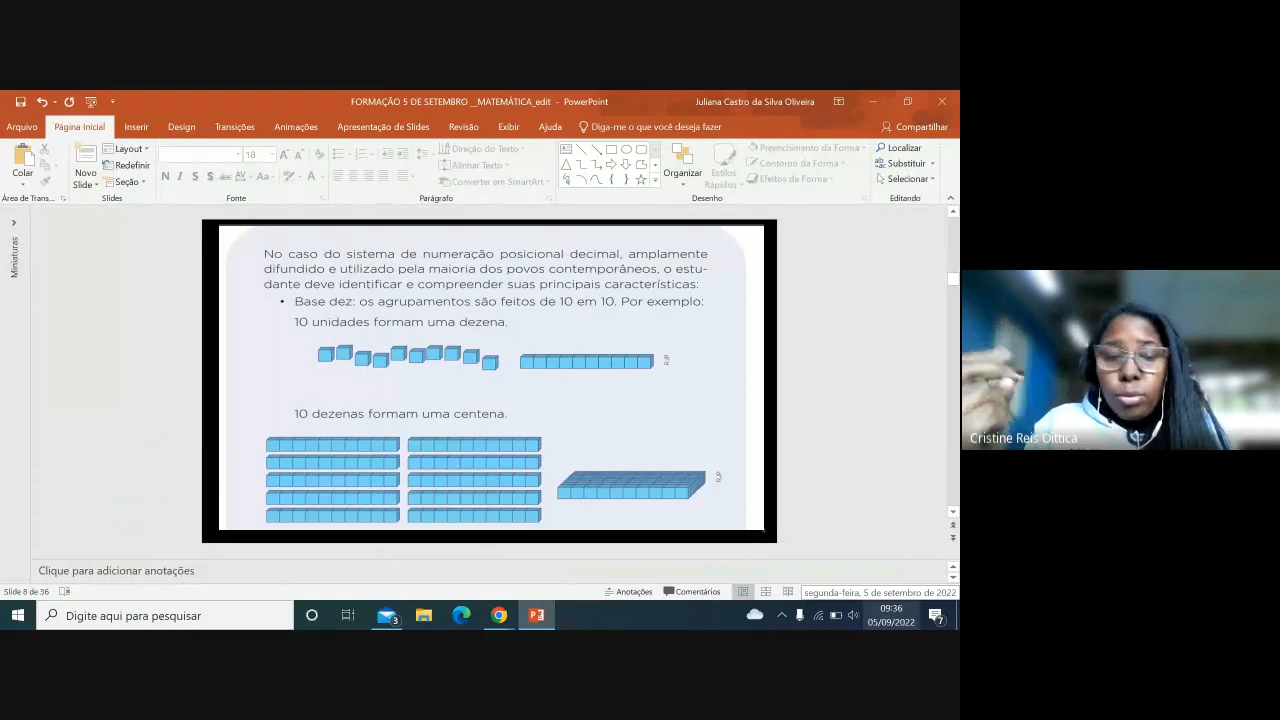 FORMAÇÃO 5 DE SETEMBRO _MATEMÁTICA_edit - PowerPoint
Juliana Castro da Silva Oliveira
Arquivo Página Inicial Inserir Design Transições Animações Apresentação de Slides Revisão Exibir Ajuda Diga-me o que você deseja fazer Compartilhar
Colar
Novo Slide
Layout
Redefinir
Seção
18
N I S S abc AV Aa A
Direção do Texto
Alinhar Texto
Converter em SmartArt
Organizar
Estilos Rápidos
Preenchimento da Forma
Contorno da Forma
Efeitos de Forma
Localizar
Substituir
Selecionar
Área de Trans... Slides Fonte Parágrafo Desenho Editando
Miniaturas
No caso do sistema de numeração posicional decimal, amplamente
difundido e utilizado pela maioria dos povos contemporâneos, o estu-
dante deve identificar e compreender suas principais características:
• Base dez: os agrupamentos são feitos de 10 em 10. Por exemplo:
10 unidades formam uma dezena.
10 dezenas formam uma centena.
Cristine Reis Oittica
Clique para adicionar anotações
Slide 8 de 36
Anotações Comentários
segunda-feira, 5 de setembro de 2022
Digite aqui para pesquisar
3
09:36
05/09/2022
7